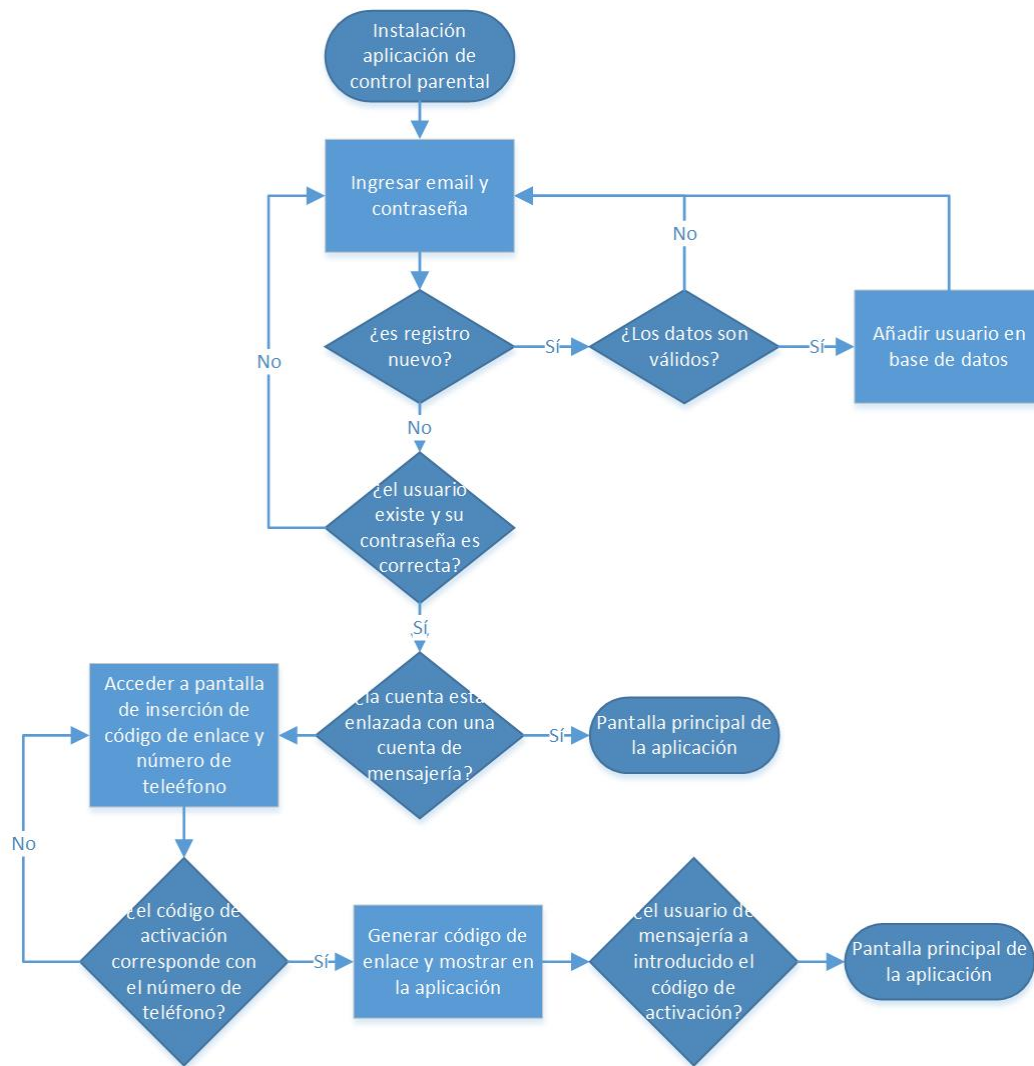 Instalación
aplicación de
control parental
Ingresar email y
contraseña
No
¿es registro
nuevo?
Sí
¿Los datos son
válidos?
Sí
Añadir usuario en
base de datos
No
No
¿el usuario
existe y su
contraseña es
correcta?
Sí
¿la cuenta está
enlazada con una
cuenta de
mensajería?
Sí
Pantalla principal de
la aplicación
Acceder a pantalla
de inserción de
código de enlace y
número de
teleéfono
No
¿el código de
activación
corresponde con
el número de
teléfono?
Sí
Generar código de
enlace y mostrar en
la aplicación
¿el usuario de
mensajería a
introducido el
código de
activación?
Pantalla principal de
la aplicación